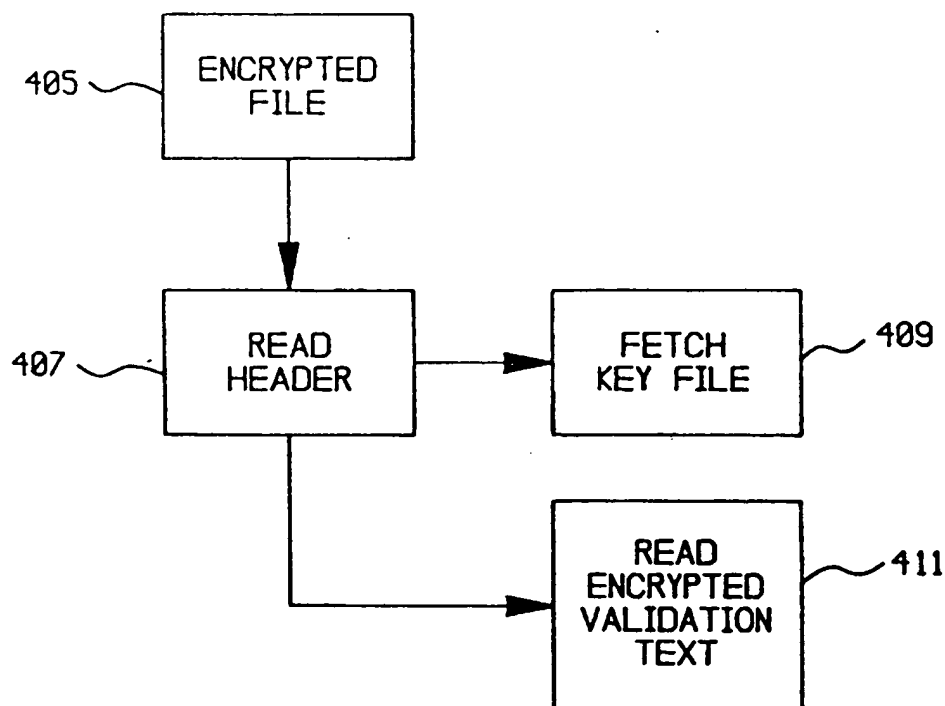 405
ENCRYPTED
FILE
407
READ
HEADER
FETCH
KEY FILE
409
READ
ENCRYPTED
VALIDATION
TEXT
411